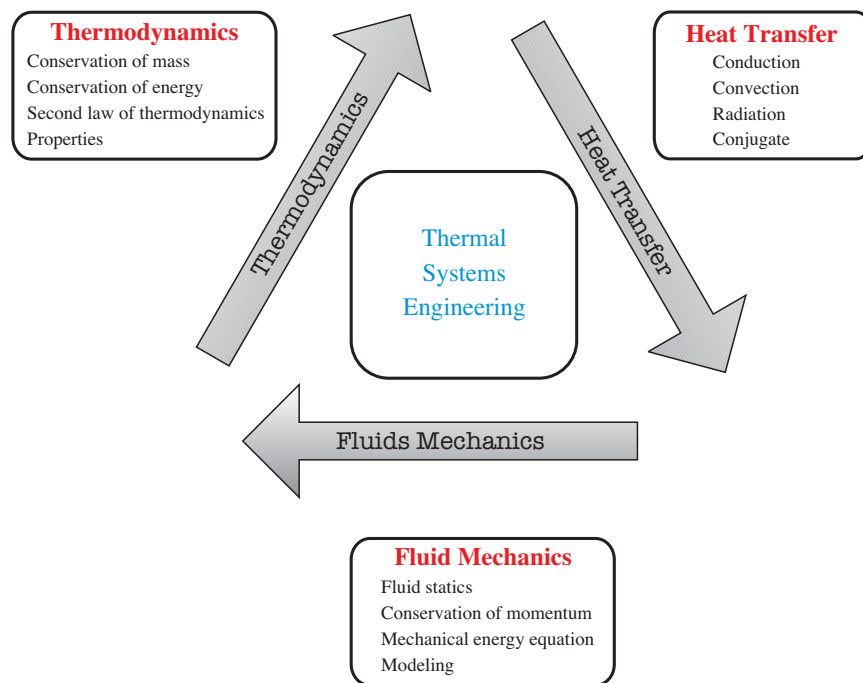 Thermodynamics
Conservation of mass
Conservation of energy
Second law of thermodynamics
Properties
Heat Transfer
Conduction
Convection
Radiation
Conjugate
Thermodynamics
Heat Transfer
Thermal
Systems
Engineering
Fluids Mechanics
Fluid Mechanics
Fluid statics
Conservation of momentum
Mechanical energy equation
Modeling